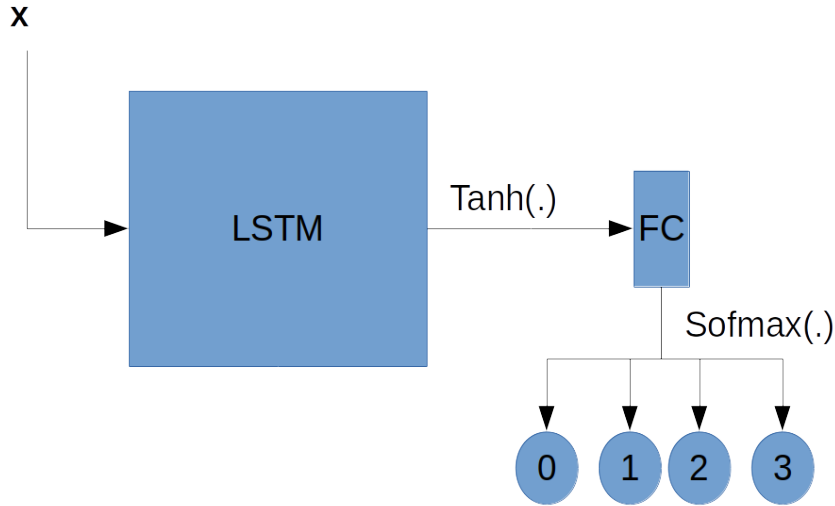 X
LSTM
Tanh(.)
FC
Sofmax(.)
0 1 2 3